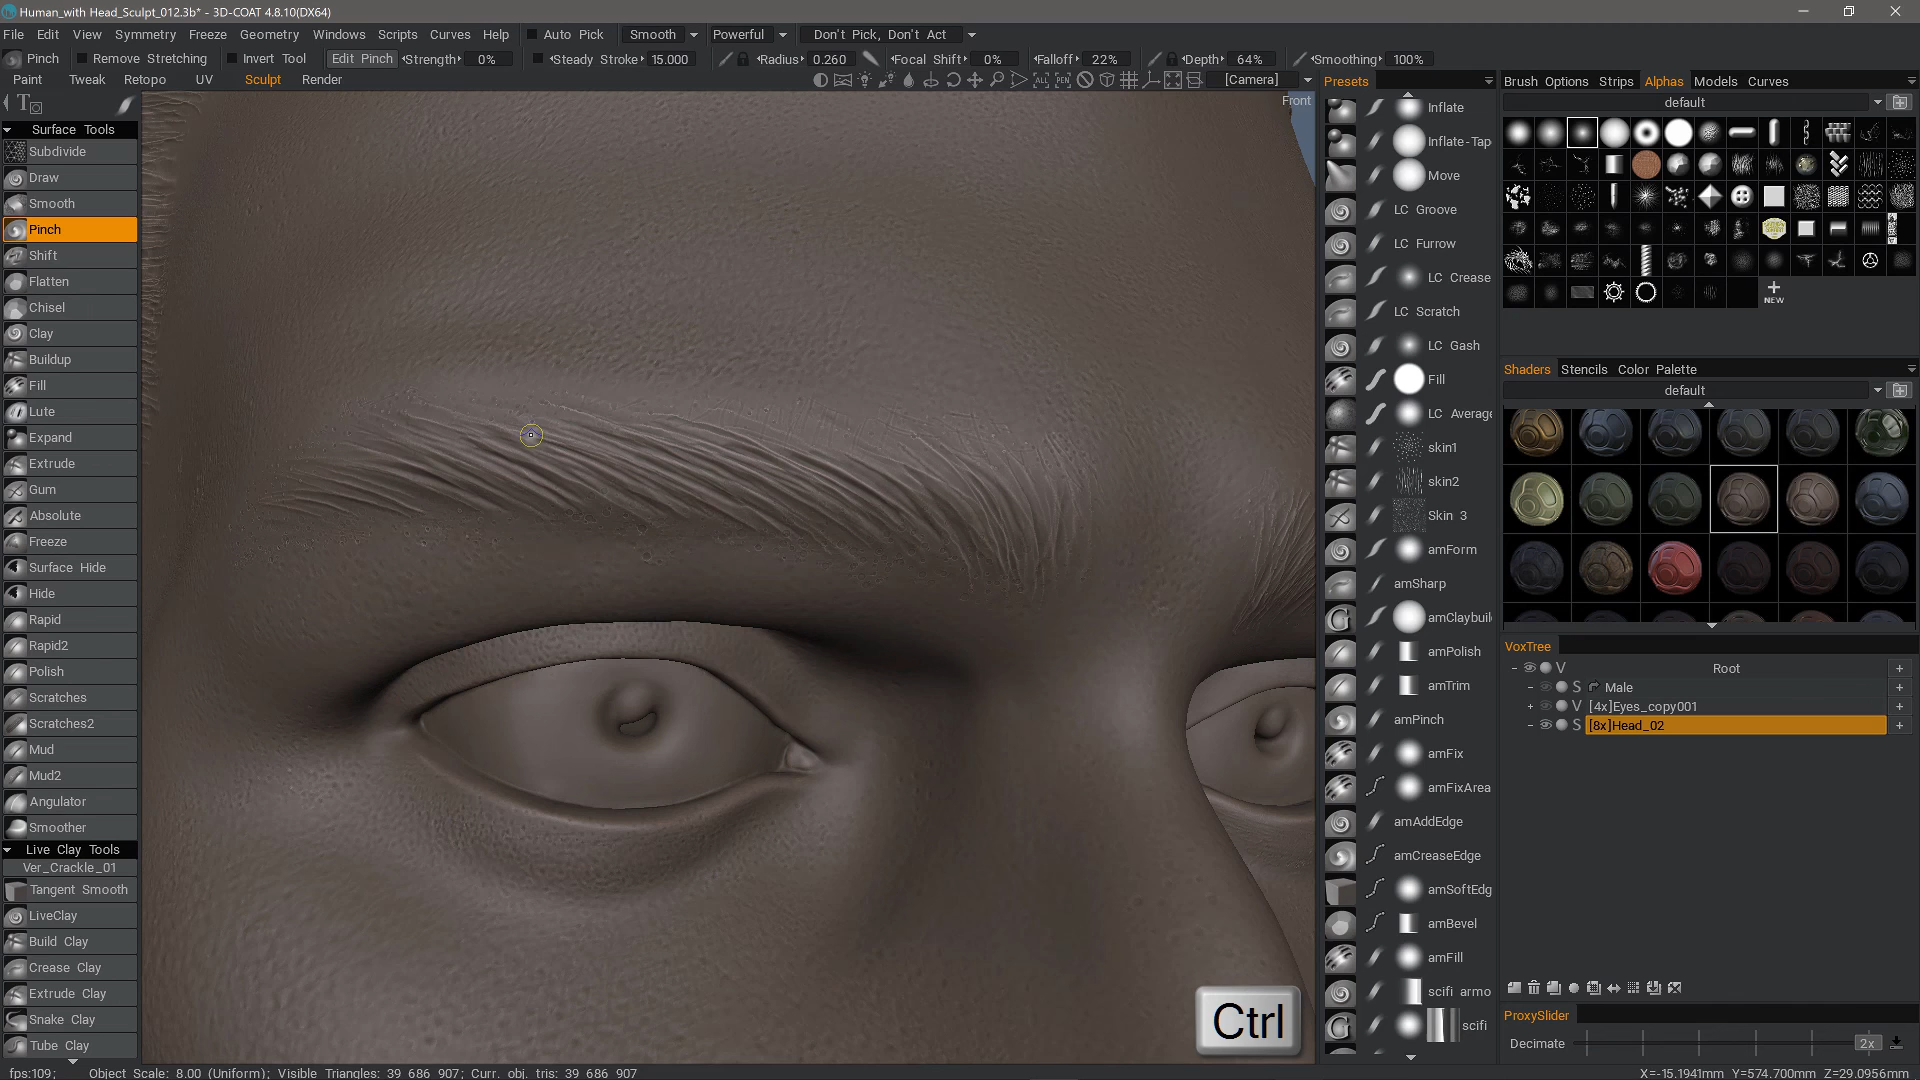 Human_with Head_Sculpt_012.3b* - 3D-COAT 4.8.10(DX64)
File Edit View Symmetry Freeze Geometry Windows Scripts Curves Help Auto Pick Smooth Powerful Don't Pick, Don't Act
Pinch Remove Stretching Invert Tool Edit Pinch Strength 0% Steady Stroke 15.000 Radius 0.260 Focal Shift 0% Falloff 22% Depth 64% Smoothing 100%
Paint Tweak Retopo UV Sculpt Render [Camera]
Front
Surface Tools
Subdivide
Draw
Smooth
Pinch
Shift
Flatten
Chisel
Clay
Buildup
Fill
Lute
Expand
Extrude
Gum
Absolute
Freeze
Surface Hide
Hide
Rapid
Rapid2
Polish
Scratches
Scratches2
Mud
Mud2
Angulator
Smoother
Live Clay Tools
Ver_Crackle_01
Tangent Smooth
LiveClay
Build Clay
Crease Clay
Extrude Clay
Snake Clay
Tube Clay
Ctrl
Presets
Inflate
Inflate-Tap
Move
LC Groove
LC Furrow
LC Crease
LC Scratch
LC Gash
Fill
LC Average
skin1
skin2
Skin 3
amForm
amSharp
amClaybuil
amPolish
amTrim
amPinch
amFix
amFixArea
amAddEdge
amCreaseEdge
amSoftEdg
amBevel
amFill
scifi armo
scifi
Brush Options Strips Alphas Models Curves
default
NEW
Shaders Stencils Color Palette
default
VoxTree
V Root
S Male
V [4x]Eyes_copy001
S [8x]Head_02
ProxySlider
Decimate 2x
fps:109; Object Scale: 8.00 (Uniform); Visible Triangles: 39 686 907; Curr. obj. tris: 39 686 907
X=-15.1941mm Y=574.700mm Z=29.0956mm